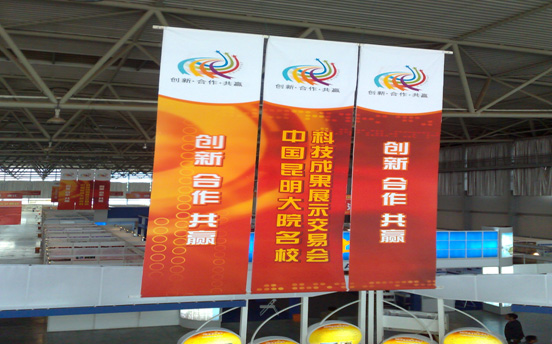 创新·合作·共赢
创新 合作 共赢
创新·合作·共赢
中国昆明大院名校
科技成果展示交易会
创新·合作·共赢
创新 合作 共赢